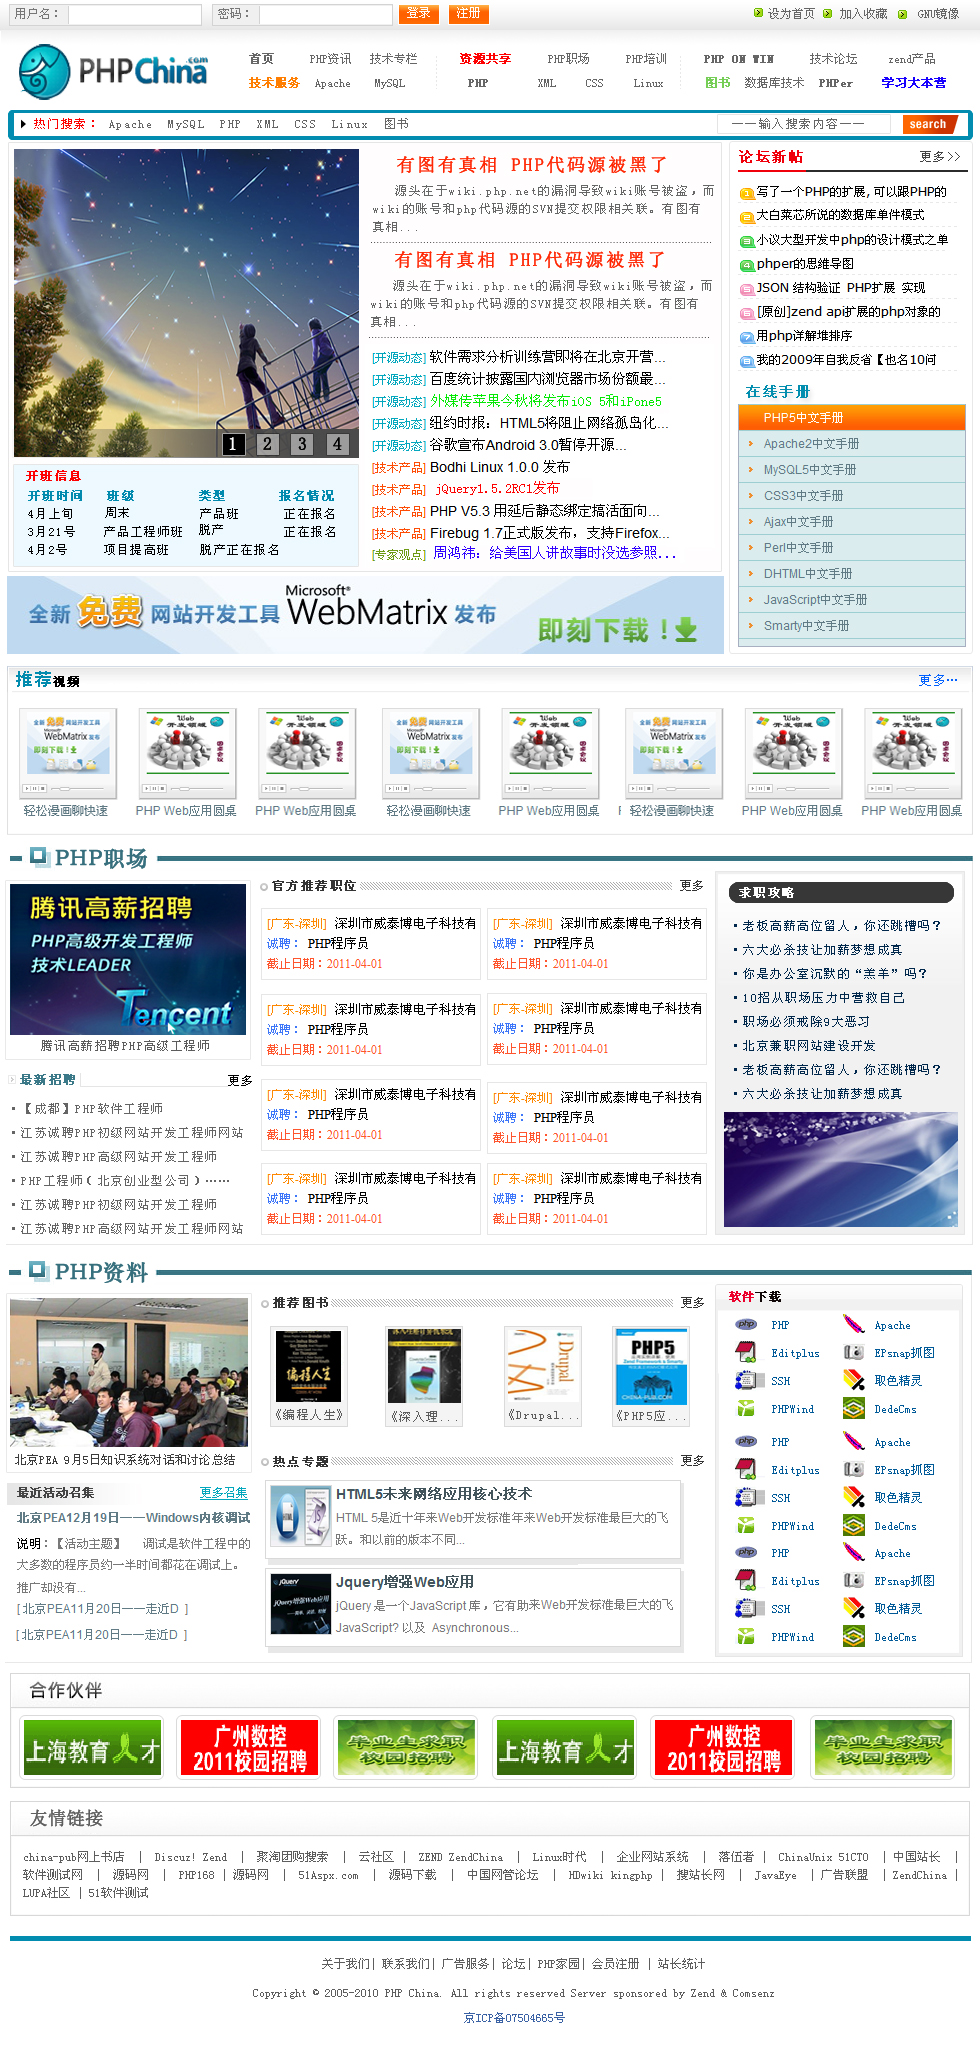 用户名： 密码： 登录 注册 设为首页 加入收藏 GNU镜像
PHPChina.com
首页 PHP资讯 技术专栏 资源共享 PHP职场 PHP培训 PHP ON WIN 技术论坛 zend产品
技术服务 Apache MySQL PHP XML CSS Linux 图书 数据库技术 PHPer 学习大本营
热门搜索： Apache MySQL PHP XML CSS Linux 图书 一一输入搜索内容一一 search
有图有真相 PHP代码源被黑了
源头在于wiki.php.net的漏洞导致wiki账号被盗，而
wiki的账号和php代码源的SVN提交权限相关联。有图有
真相...
有图有真相 PHP代码源被黑了
源头在于wiki.php.net的漏洞导致wiki账号被盗，而
wiki的账号和php代码源的SVN提交权限相关联。有图有
真相...
[开源动态] 软件需求分析训练营即将在北京开营...
[开源动态] 百度统计披露国内浏览器市场份额最...
[开源动态] 外媒传苹果今秋将发布iOS 5和iPone5
[开源动态] 纽约时报：HTML5将阻止网络孤岛化...
[开源动态] 谷歌宣布Android 3.0暂停开源...
[技术产品] Bodhi Linux 1.0.0 发布
[技术产品] jQuery1.5.2RC1发布
[技术产品] PHP V5.3 用延后静态绑定搞活面向...
[技术产品] Firebug 1.7正式版发布，支持Firefox...
[专家观点] 周鸿祎：给美国人讲故事时没选参照...
1 2 3 4
开班信息
开班时间 班级 类型 报名情况
4月上旬 周末 产品班 正在报名
3月21号 产品工程师班 脱产 正在报名
4月2号 项目提高班 脱产正在报名
论坛新帖 更多>>
1 写了一个PHP的扩展, 可以跟PHP的
2 大白菜芯所说的数据库单件模式
3 小议大型开发中php的设计模式之单
4 phper的思维导图
5 JSON 结构验证 PHP扩展 实现
6 [原创]zend api扩展的php对象的
7 用php详解堆排序
8 我的2009年自我反省【也名10问
在线手册
PHP5中文手册
Apache2中文手册
MySQL5中文手册
CSS3中文手册
Ajax中文手册
Perl中文手册
DHTML中文手册
JavaScript中文手册
Smarty中文手册
全新 免费 网站开发工具 Microsoft® WebMatrix 发布 即刻下载！
推荐视频 更多…
轻松漫画聊快速 PHP Web应用圆桌 PHP Web应用圆桌 轻松漫画聊快速 PHP Web应用圆桌 轻松漫画聊快速 PHP Web应用圆桌 PHP Web应用圆桌
PHP职场
腾讯高薪招聘
PHP高级开发工程师
技术LEADER
Tencent
腾讯高薪招聘PHP高级工程师
最新招聘 更多
【成都】PHP软件工程师
江苏诚聘PHP初级网站开发工程师网站
江苏诚聘PHP高级网站开发工程师
PHP工程师（北京创业型公司）……
江苏诚聘PHP初级网站开发工程师
江苏诚聘PHP高级网站开发工程师网站
官方推荐职位 更多
[广东-深圳] 深圳市威泰博电子科技有 [广东-深圳] 深圳市威泰博电子科技有
诚聘： PHP程序员 诚聘： PHP程序员
截止日期：2011-04-01 截止日期：2011-04-01
[广东-深圳] 深圳市威泰博电子科技有 [广东-深圳] 深圳市威泰博电子科技有
诚聘： PHP程序员 诚聘： PHP程序员
截止日期：2011-04-01 截止日期：2011-04-01
[广东-深圳] 深圳市威泰博电子科技有 [广东-深圳] 深圳市威泰博电子科技有
诚聘： PHP程序员 诚聘： PHP程序员
截止日期：2011-04-01 截止日期：2011-04-01
[广东-深圳] 深圳市威泰博电子科技有 [广东-深圳] 深圳市威泰博电子科技有
诚聘： PHP程序员 诚聘： PHP程序员
截止日期：2011-04-01 截止日期：2011-04-01
求职攻略
老板高薪高位留人，你还跳槽吗？
六大必杀技让加薪梦想成真
你是办公室沉默的“羔羊”吗？
10招从职场压力中营救自己
职场必须戒除9大恶习
北京兼职网站建设开发
老板高薪高位留人，你还跳槽吗？
六大必杀技让加薪梦想成真
PHP资料
北京PEA 9月5日知识系统对话和讨论总结
最近活动召集 更多召集
北京PEA12月19日一一Windows内核调试
说明：【活动主题】 调试是软件工程中的
大多数的程序员约一半时间都花在调试上。
推广却没有...
[ 北京PEA11月20日一一走近D ]
[ 北京PEA11月20日一一走近D ]
推荐图书 更多
编程人生 Drupal PHP5
《编程人生》 《深入理... 《Drupal... 《PHP5应...
热点专题 更多
HTML5未来网络应用核心技术
HTML 5是近十年来Web开发标准年来Web开发标准最巨大的飞
跃。和以前的版本不同...
jQuery
Jquery增强Web应用
jQuery 是一个JavaScript 库，它有助来Web开发标准最巨大的飞
JavaScript? 以及 Asynchronous...
软件下载
PHP Apache
Editplus EPsnap抓图
SSH 取色精灵
PHPWind DedeCms
PHP Apache
Editplus EPsnap抓图
SSH 取色精灵
PHPWind DedeCms
PHP Apache
Editplus EPsnap抓图
SSH 取色精灵
PHPWind DedeCms
合作伙伴
上海教育人才 广州数控2011校园招聘 毕业生求职校园招聘 上海教育人才 广州数控2011校园招聘 毕业生求职校园招聘
友情链接
china-pub网上书店 | Discuz! Zend | 聚淘团购搜索 | 云社区 | ZEND ZendChina | Linux时代 | 企业网站系统 | 落伍者 | ChinaUnix 51CTO | 中国站长 |
软件测试网 | 源码网 | PHP168 | 源码网 | 51Aspx.com | 源码下载 | 中国网管论坛 | HDwiki kingphp | 搜站长网 | JavaEye | 广告联盟 | ZendChina |
LUPA社区 | 51软件测试
关于我们| 联系我们| 广告服务| 论坛| PHP家园| 会员注册 | 站长统计
Copyright © 2005-2010 PHP China. All rights reserved Server sponsored by Zend & Comsenz
京ICP备07504665号